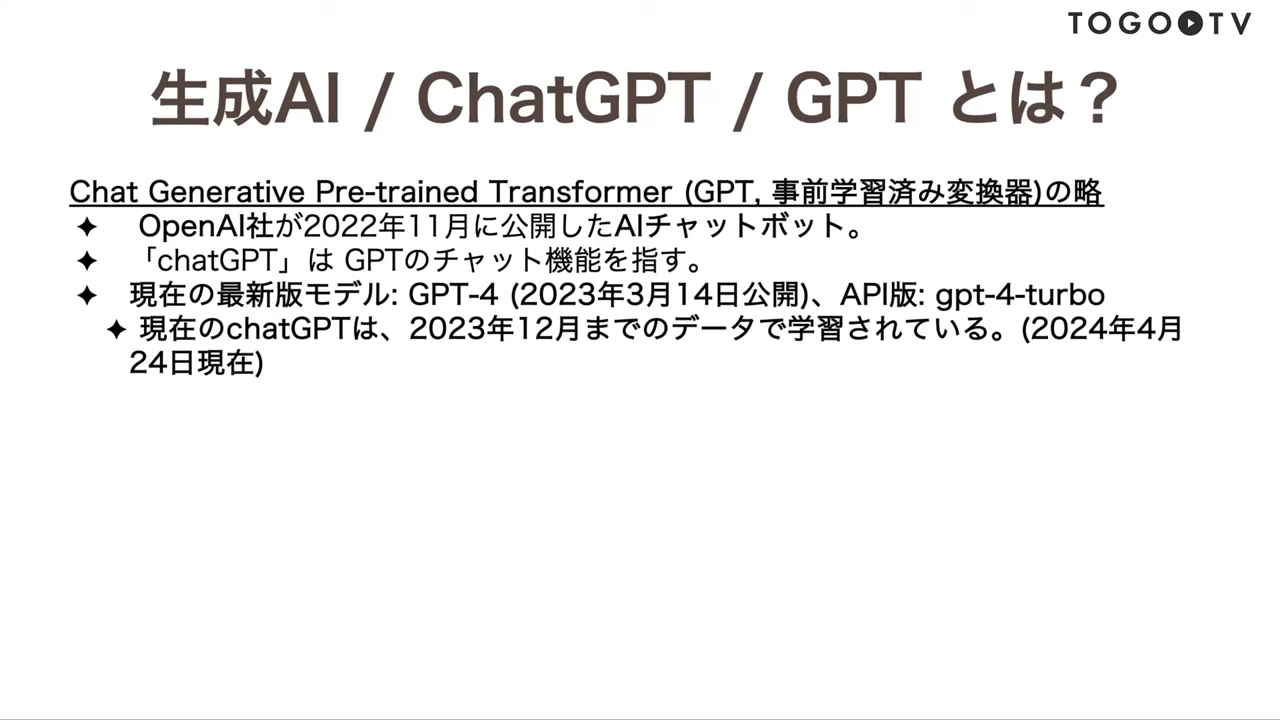 TOGO TV
生成AI / ChatGPT / GPT とは？
Chat Generative Pre-trained Transformer (GPT, 事前学習済み変換器)の略
✦ OpenAI社が2022年11月に公開したAIチャットボット。
✦ 「chatGPT」は GPTのチャット機能を指す。
✦ 現在の最新版モデル: GPT-4 (2023年3月14日公開)、API版: gpt-4-turbo
✦ 現在のchatGPTは、2023年12月までのデータで学習されている。(2024年4月
24日現在)